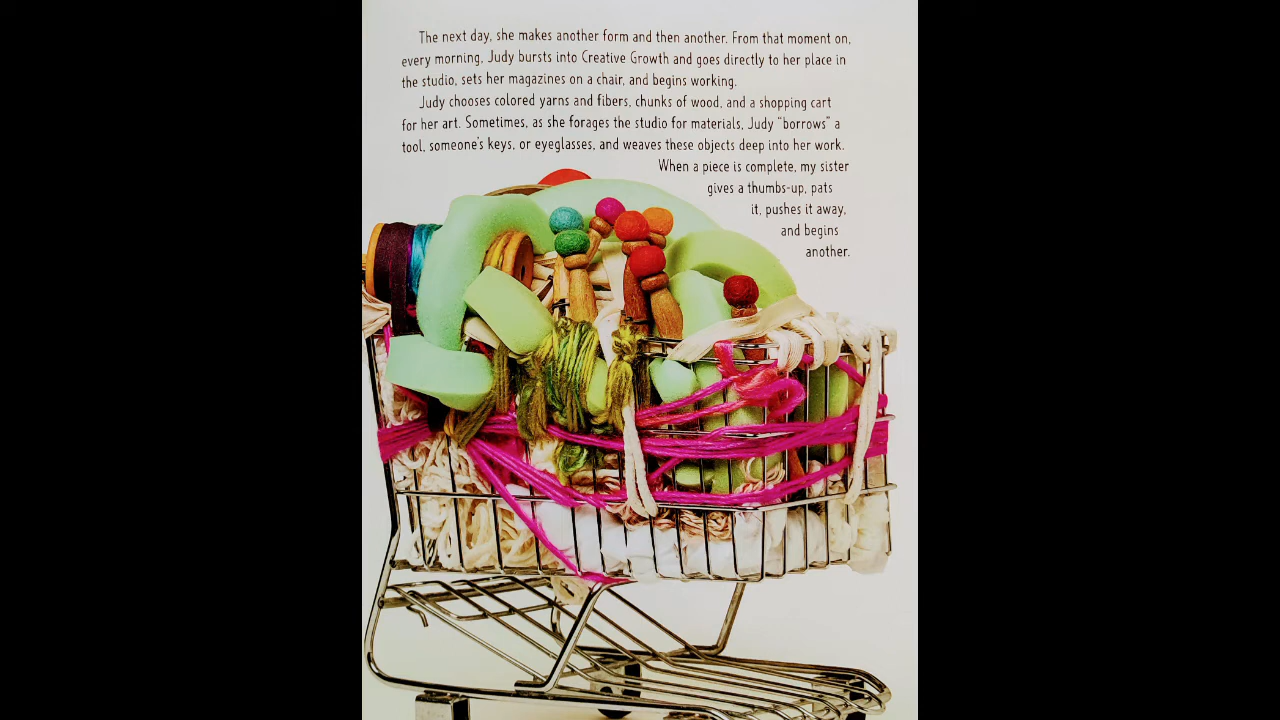 The next day, she makes another form and then another. From that moment on,
every morning, Judy bursts into Creative Growth and goes directly to her place in
the studio, sets her magazines on a chair, and begins working.
Judy chooses colored yarns and fibers, chunks of wood, and a shopping cart
for her art. Sometimes, as she forages the studio for materials, Judy “borrows” a
tool, someone's keys, or eyeglasses, and weaves these objects deep into her work.
When a piece is complete, my sister
gives a thumbs-up, pats
it, pushes it away,
and begins
another.